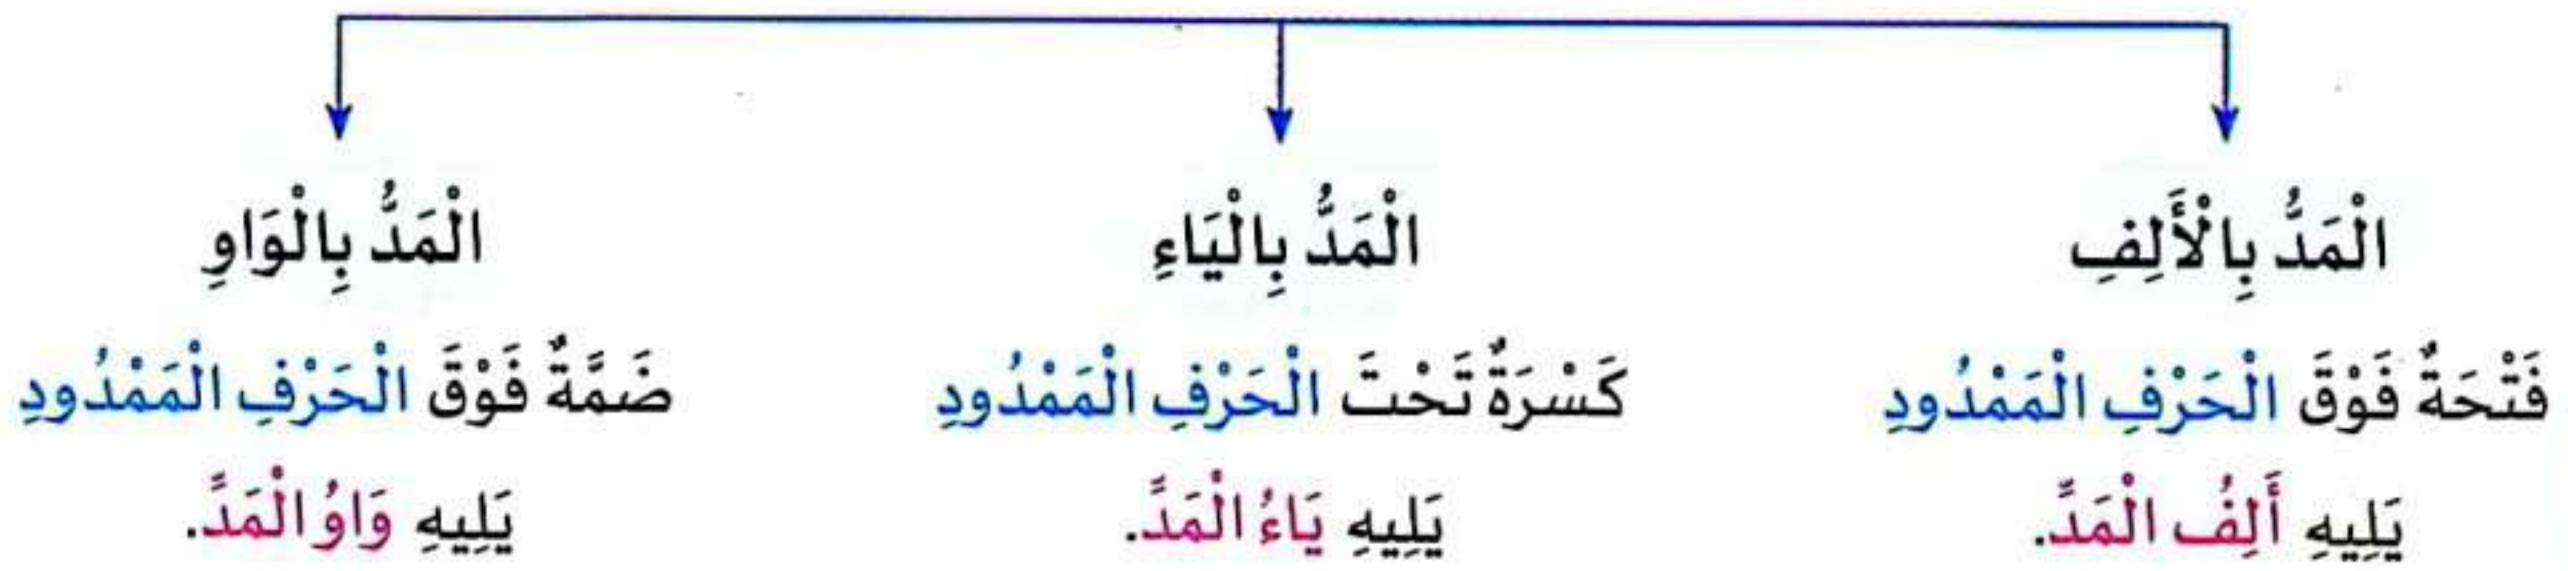 الْمَدُّ بِالْأَلِفِ
فَتْحَةٌ فَوْقَ الْحَرْفِ الْمَمْدُودِ
يَلِيهِ أَلِفُ الْمَدِّ.
الْمَدُّ بِالْيَاءِ
كَسْرَةٌ تَحْتَ الْحَرْفِ الْمَمْدُودِ
يَلِيهِ يَاءُ الْمَدِّ.
الْمَدُّ بِالْوَاوِ
ضَمَّةٌ فَوْقَ الْحَرْفِ الْمَمْدُودِ
يَلِيهِ وَاوُ الْمَدِّ.